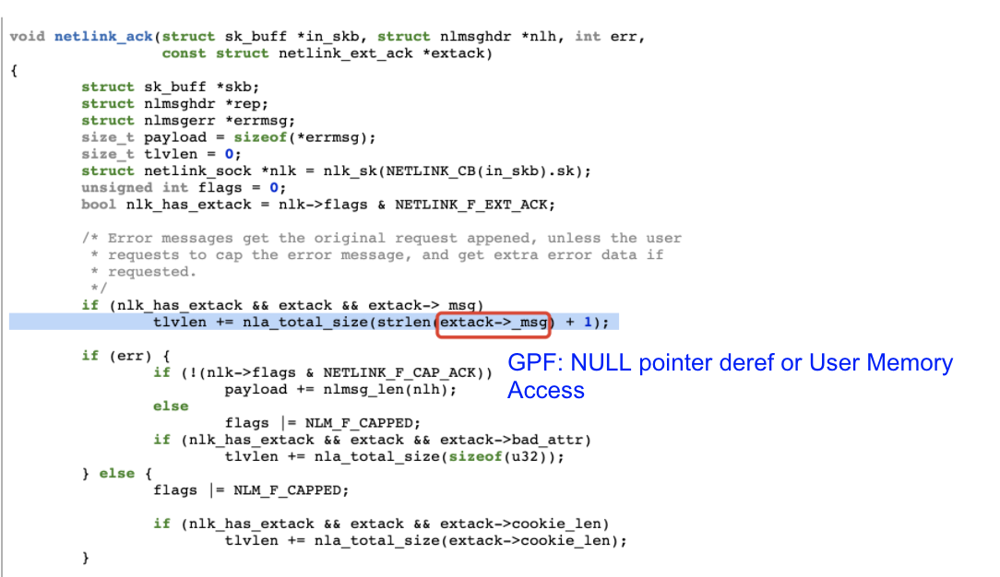 void netlink_ack(struct sk_buff *in_skb, struct nlmsghdr *nlh, int err,
const struct netlink_ext_ack *extack)
{
struct sk_buff *skb;
struct nlmsghdr *rep;
struct nlmsgerr *errmsg;
size_t payload = sizeof(*errmsg);
size_t tlvlen = 0;
struct netlink_sock *nlk = nlk_sk(NETLINK_CB(in_skb).sk);
unsigned int flags = 0;
bool nlk_has_extack = nlk->flags & NETLINK_F_EXT_ACK;
/* Error messages get the original request appened, unless the user
* requests to cap the error message, and get extra error data if
* requested.
*/
if (nlk_has_extack && extack && extack->_msg)
tlvlen += nla_total_size(strlen(extack->_msg) + 1);
if (err) {
GPF: NULL pointer deref or User Memory
Access
if (!(nlk->flags & NETLINK_F_CAP_ACK))
payload += nlmsg_len(nlh);
else
flags |= NLM_F_CAPPED;
if (nlk_has_extack && extack && extack->bad_attr)
tlvlen += nla_total_size(sizeof(u32));
} else {
flags |= NLM_F_CAPPED;
if (nlk_has_extack && extack && extack->cookie_len)
tlvlen += nla_total_size(extack->cookie_len);
}